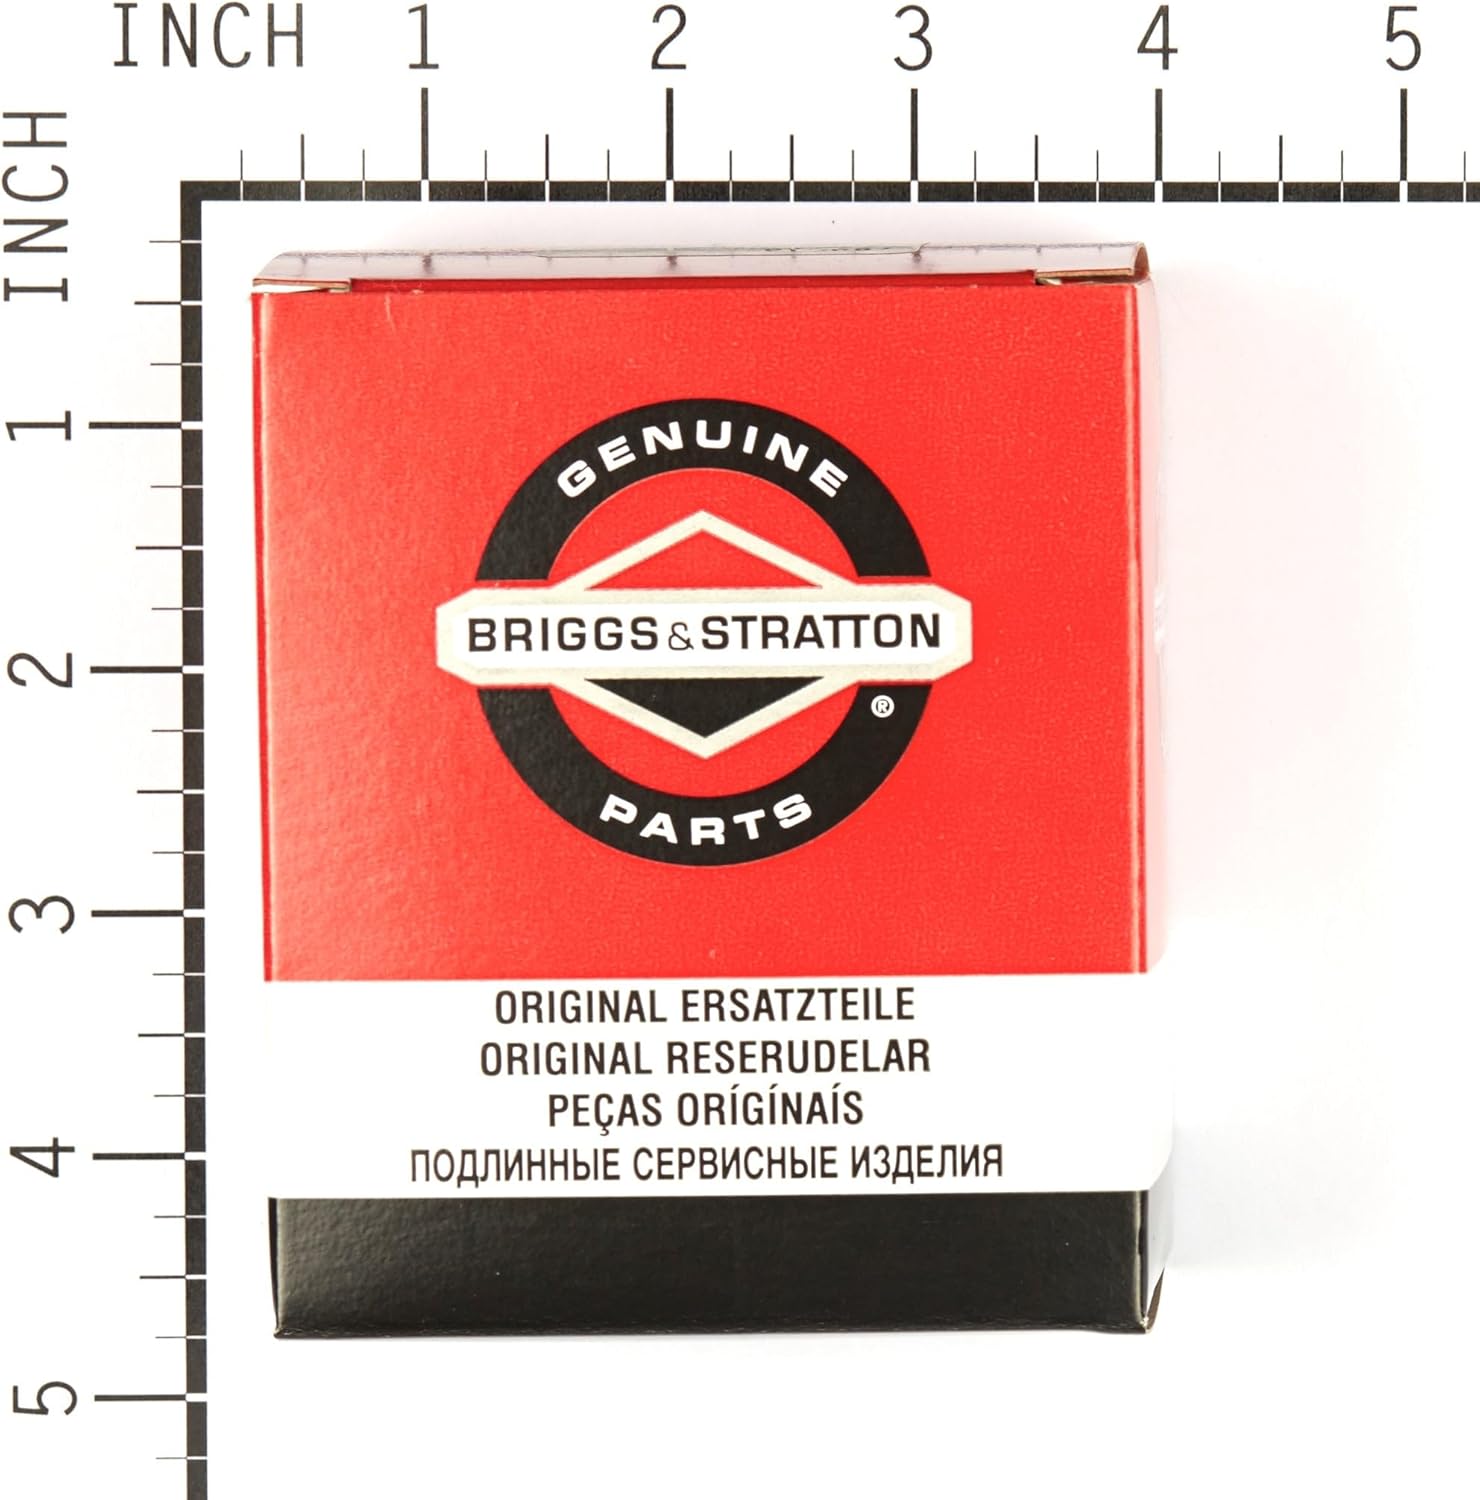 INCH 1 2 3 4 5
INCH 1 2 3 4 5
GENUINE
BRIGGS & STRATTON
®
PARTS
ORIGINAL ERSATZTEILE
ORIGINAL RESERUDELAR
PEÇAS ORÍGÍNAÍS
ПОДЛИННЫЕ СЕРВИСНЫЕ ИЗДЕЛИЯ